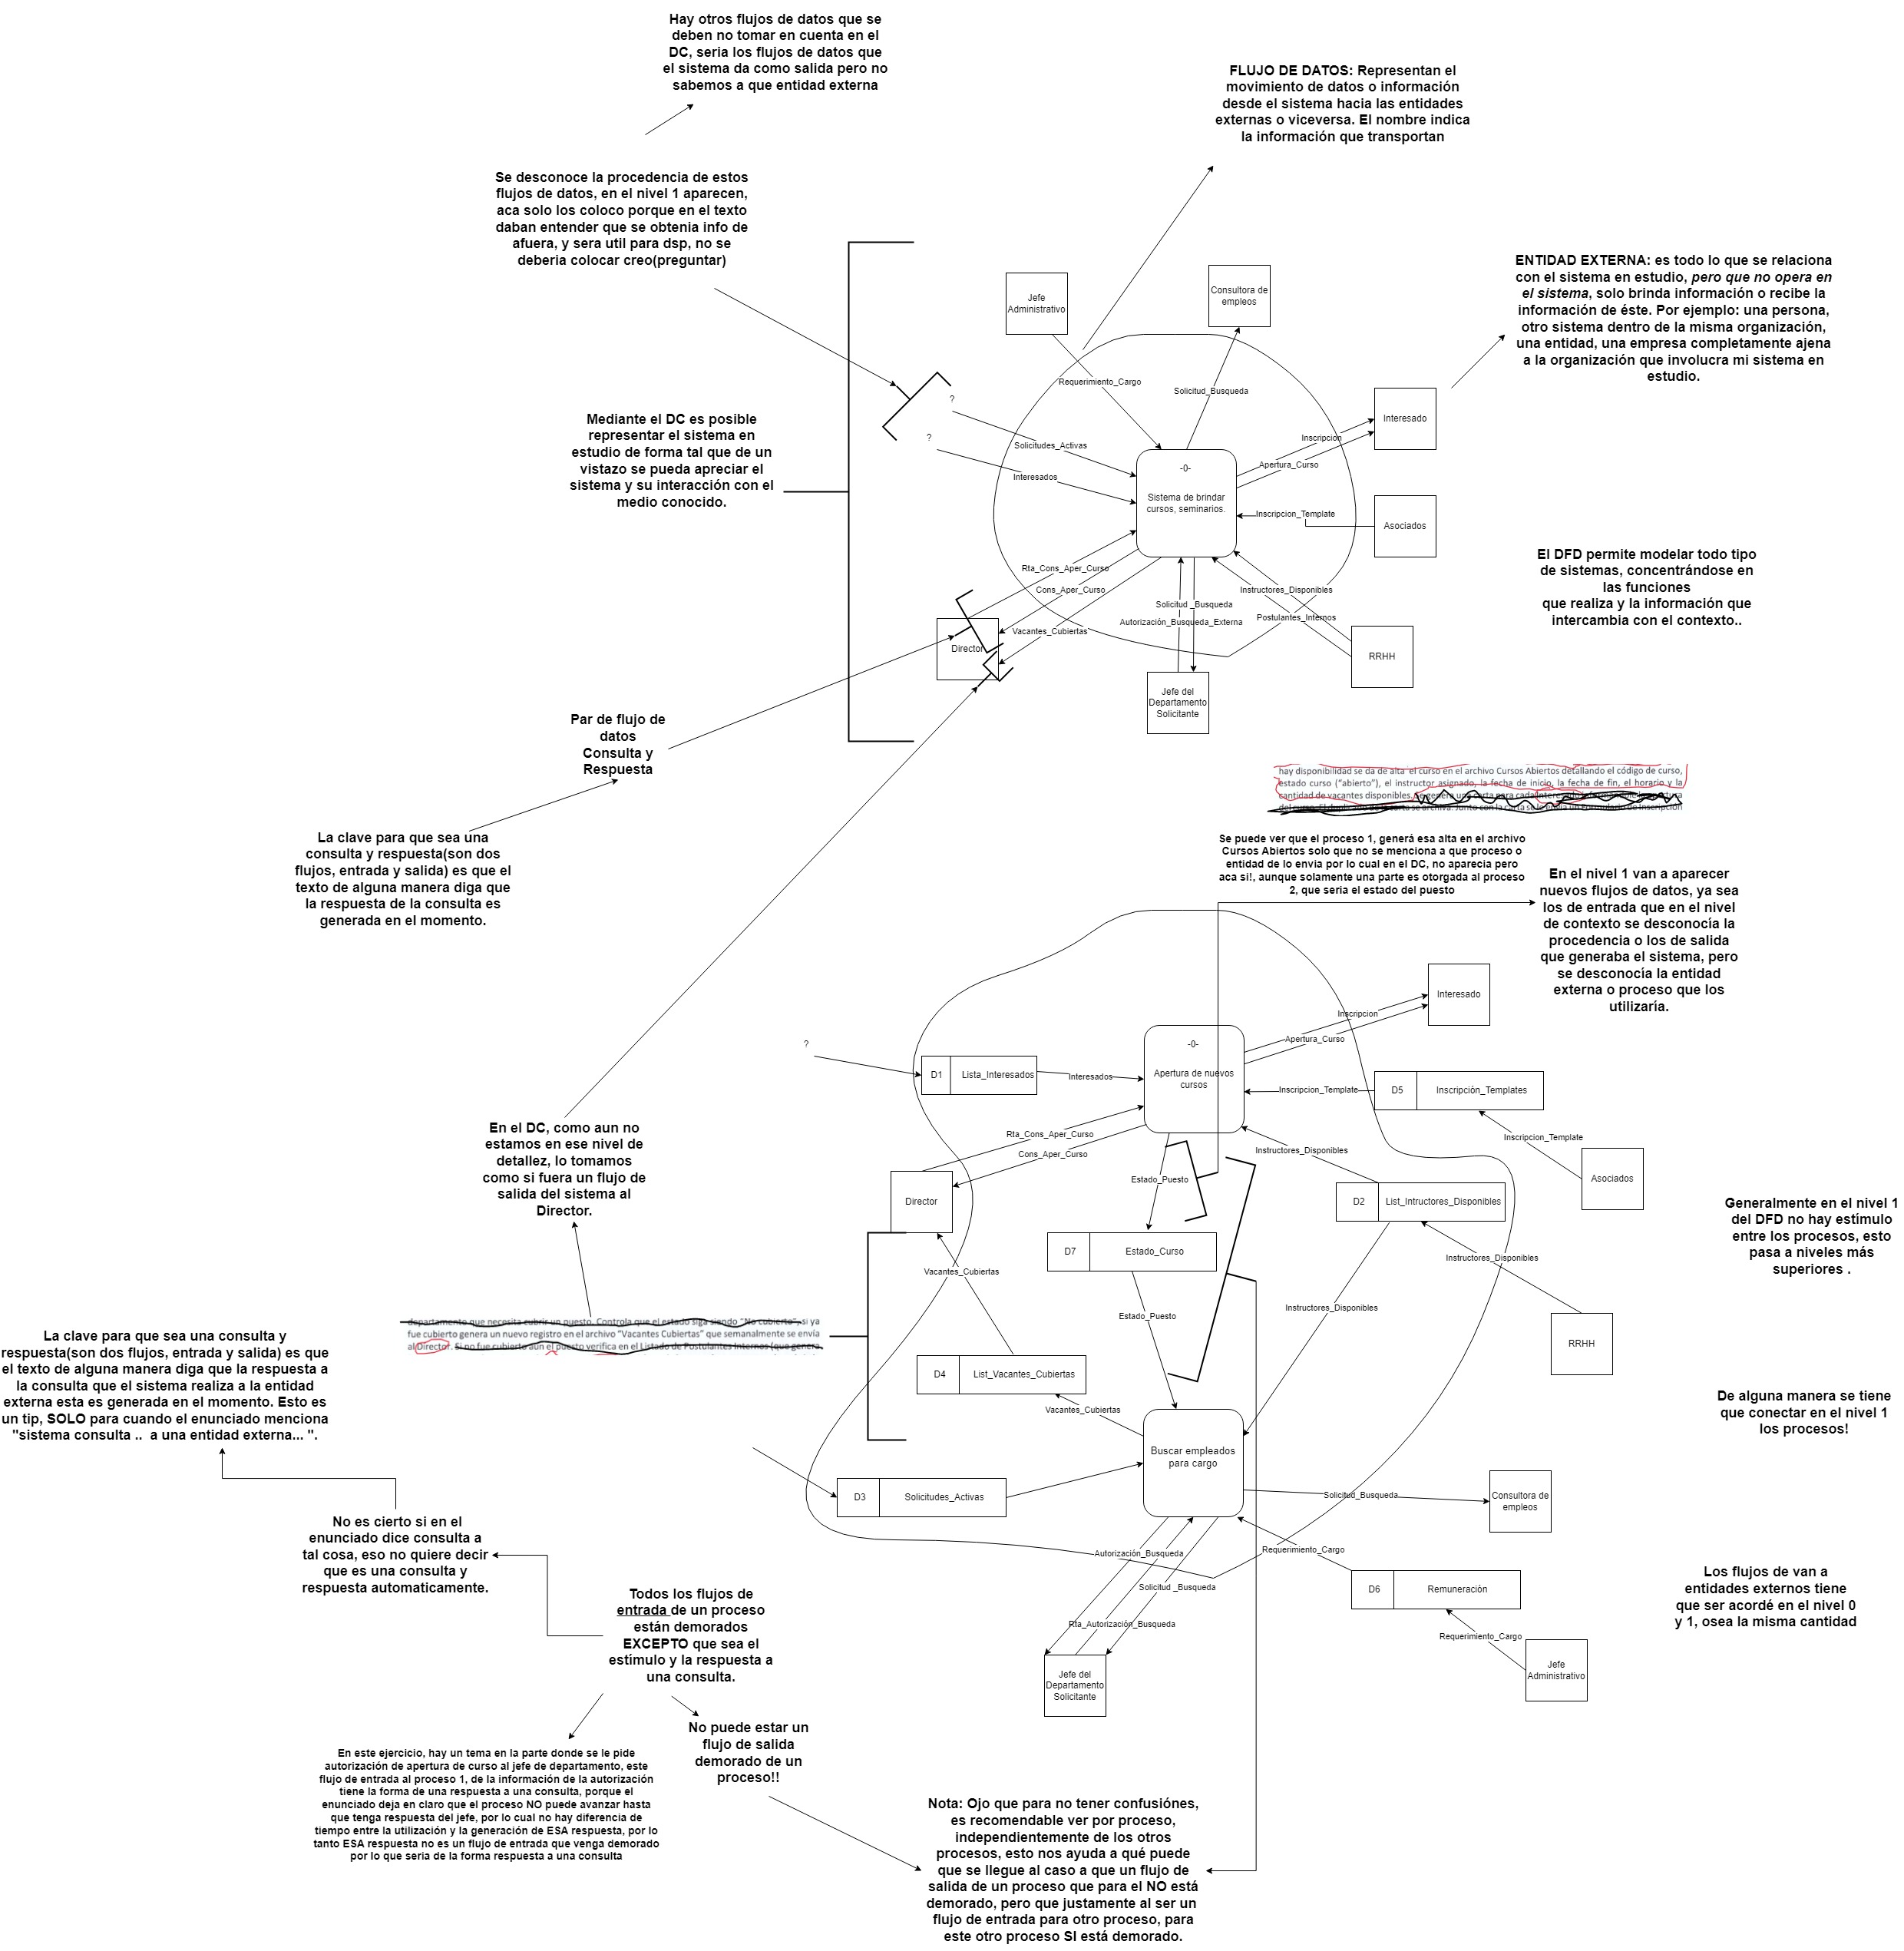 Hay otros flujos de datos que se
deben no tomar en cuenta en el
DC, seria los flujos de datos que
el sistema da como salida pero no
sabemos a que entidad externa
FLUJO DE DATOS: Representan el
movimiento de datos o información
desde el sistema hacia las entidades
externas o viceversa. El nombre indica
la información que transportan
Se desconoce la procedencia de estos
flujos de datos, en el nivel 1 aparecen,
aca solo los coloco porque en el texto
daban entender que se obtenia info de
afuera, y sera util para dsp, no se
deberia colocar creo(preguntar)
ENTIDAD EXTERNA: es todo lo que se relaciona
con el sistema en estudio, pero que no opera en
el sistema, solo brinda información o recibe la
información de éste. Por ejemplo: una persona,
otro sistema dentro de la misma organización,
una entidad, una empresa completamente ajena
a la organización que involucra mi sistema en
estudio.
Jefe
Administrativo
Consultora de
empleos
Requerimiento_Cargo
Solicitud_Busqueda
?
?
Solicitudes_Activas
Interesados
Inscripcion
Apertura_Curso
Interesado
Mediante el DC es posible
representar el sistema en
estudio de forma tal que de un
vistazo se pueda apreciar el
sistema y su interacción con el
medio conocido.
-0-
Sistema de brindar
cursos, seminarios.
Inscripcion_Template
Asociados
El DFD permite modelar todo tipo
de sistemas, concentrándose en
las funciones
que realiza y la información que
intercambia con el contexto..
Rta_Cons_Aper_Curso
Cons_Aper_Curso
Vacantes_Cubiertas
Director
Solicitud _Busqueda
Autorización_Busqueda_Externa
Instructores_Disponibles
Postulantes_Internos
RRHH
Jefe del
Departamento
Solicitante
Par de flujo de
datos
Consulta y
Respuesta
La clave para que sea una
consulta y respuesta(son dos
flujos, entrada y salida) es que el
texto de alguna manera diga que
la respuesta de la consulta es
generada en el momento.
hay disponibilidad se da de alta el curso en el archivo Cursos Abiertos detallando el código de curso,
estado curso ("abierto"), el instructor asignado, la fecha de inicio, la fecha de fin, el horario y la
cantidad de vacantes disponibles.
Se puede ver que el proceso 1, generá esa alta en el archivo
Cursos Abiertos solo que no se menciona a que proceso o
entidad de lo envía por lo cual en el DC, no aparecia pero
aca si!, aunque solamente una parte es otorgada al proceso
2, que seria el estado del puesto
En el nivel 1 van a aparecer
nuevos flujos de datos, ya sea
los de entrada que en el nivel
de contexto se desconocía la
procedencia o los de salida
que generaba el sistema, pero
se desconocía la entidad
externa o proceso que los
utilizaría.
Interesado
Inscripcion
Apertura_Curso
-0-
Apertura de nuevos
cursos
?
D1 Lista_Interesados
Interesados
Inscripcion_Template
D5 Inscripción_Templates
Inscripcion_Template
Asociados
Rta_Cons_Aper_Curso
Cons_Aper_Curso
Instructores_Disponibles
Director
Estado_Puesto
D2 List_Intructores_Disponibles
Instructores_Disponibles
RRHH
D7 Estado_Curso
Vacantes_Cubiertas
Estado_Puesto
Instructores_Disponibles
En el DC, como aun no
estamos en ese nivel de
detallez, lo tomamos
como si fuera un flujo de
salida del sistema al
Director.
Generalmente en el nivel 1
del DFD no hay estímulo
entre los procesos, esto
pasa a niveles más
superiores .
departamento que necesita cubrir un puesto. Controla que el estado siga siendo "No cubierto", si ya
fue cubierto genera un nuevo registro en el archivo "Vacantes Cubiertas" que semanalmente se envía
al Director. Si no fue cubierto aún el puesto verifica en el Listado de Postulantes Internos (que genera
D4 List_Vacantes_Cubiertas
Vacantes_Cubiertas
La clave para que sea una consulta y
respuesta(son dos flujos, entrada y salida) es que
el texto de alguna manera diga que la respuesta a
la consulta que el sistema realiza a la entidad
externa esta es generada en el momento. Esto es
un tip, SOLO para cuando el enunciado menciona
"sistema consulta .. a una entidad externa... ".
De alguna manera se tiene
que conectar en el nivel 1
los procesos!
Buscar empleados
para cargo
D3 Solicitudes_Activas
Solicitud_Busqueda
Consultora de
empleos
No es cierto si en el
enunciado dice consulta a
tal cosa, eso no quiere decir
que es una consulta y
respuesta automaticamente.
Autorización_Busqueda
Solicitud _Busqueda
Rta_Autorización_Busqueda
Requerimiento_Cargo
D6 Remuneración
Requerimiento_Cargo
Jefe
Administrativo
Jefe del
Departamento
Solicitante
Los flujos de van a
entidades externos tiene
que ser acordé en el nivel 0
y 1, osea la misma cantidad
Todos los flujos de
entrada de un proceso
están demorados
EXCEPTO que sea el
estímulo y la respuesta a
una consulta.
No puede estar un
flujo de salida
demorado de un
proceso!!
En este ejercicio, hay un tema en la parte donde se le pide
autorización de apertura de curso al jefe de departamento, este
flujo de entrada al proceso 1, de la información de la autorización
tiene la forma de una respuesta a una consulta, porque el
enunciado deja en claro que el proceso NO puede avanzar hasta
que tenga respuesta del jefe, por lo cual no hay diferencia de
tiempo entre la utilización y la generación de ESA respuesta, por lo
tanto ESA respuesta no es un flujo de entrada que venga demorado
por lo que seria de la forma respuesta a una consulta
Nota: Ojo que para no tener confusiónes,
es recomendable ver por proceso,
independientemente de los otros
procesos, esto nos ayuda a qué puede
que se llegue al caso a que un flujo de
salida de un proceso que para el NO está
demorado, pero que justamente al ser un
flujo de entrada para otro proceso, para
este otro proceso SI está demorado.